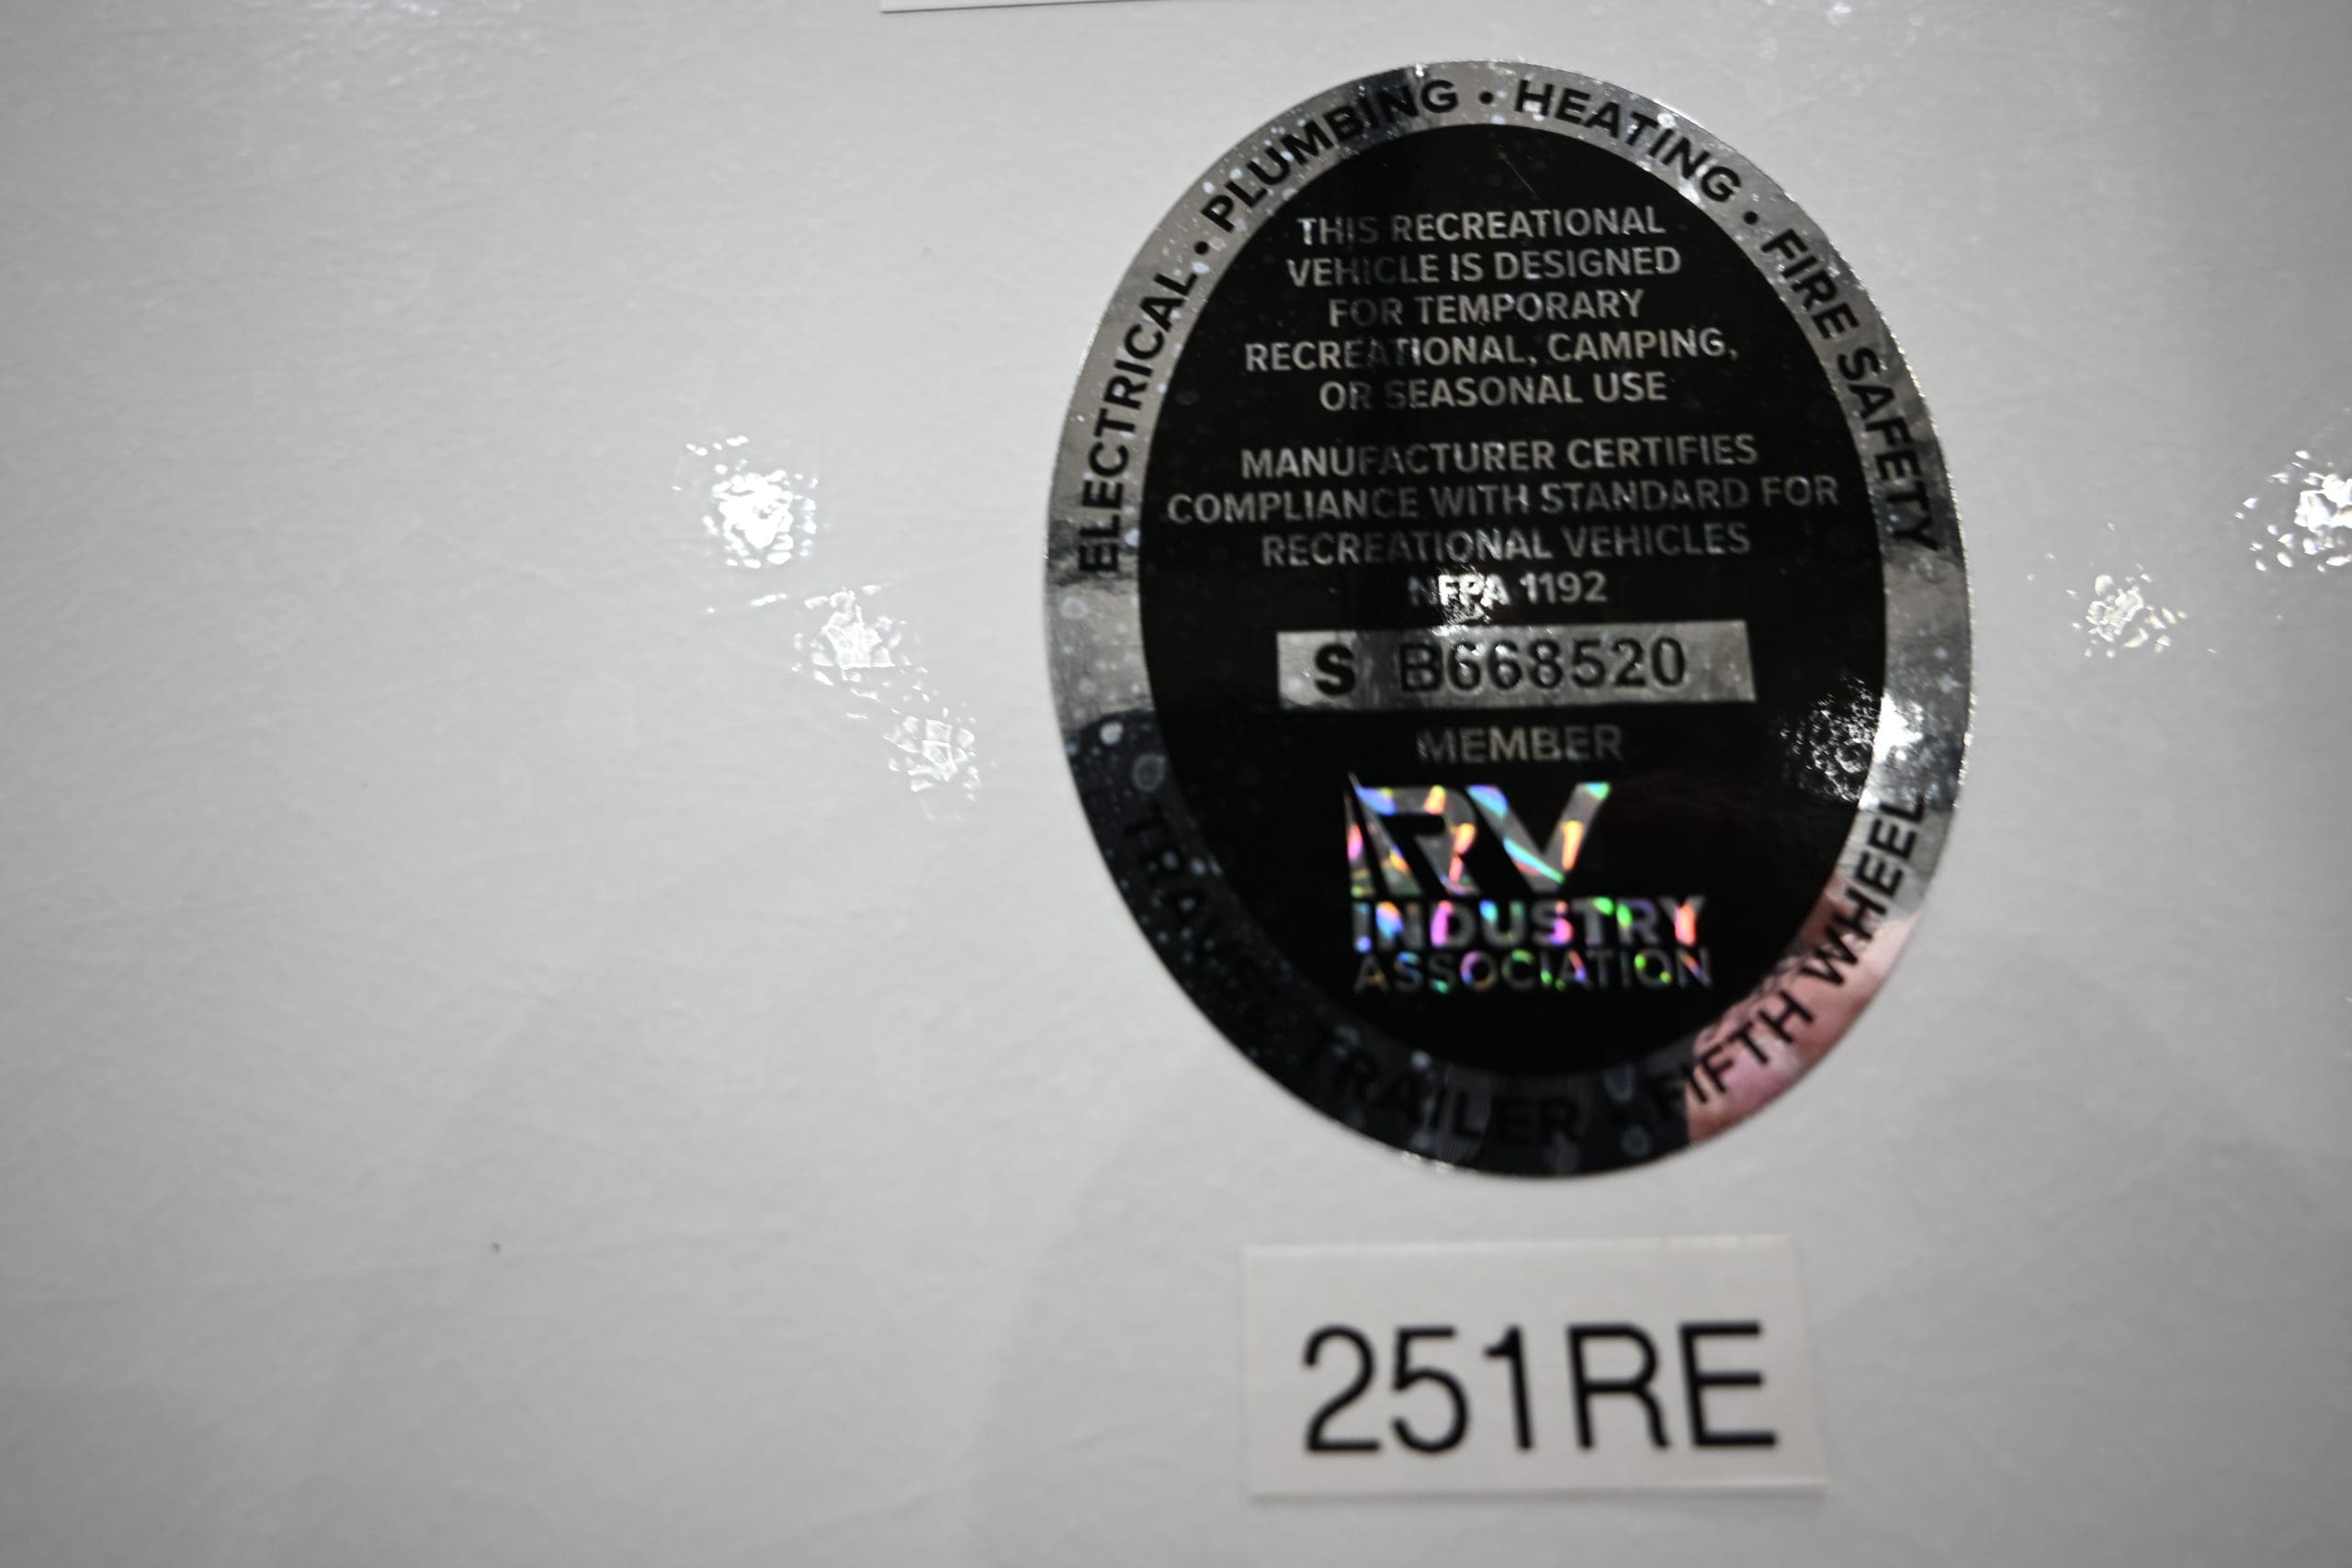 ELECTRICAL • PLUMBING • HEATING • FIRE SAFETY
THIS RECREATIONAL
VEHICLE IS DESIGNED
FOR TEMPORARY
RECREATIONAL, CAMPING,
OR SEASONAL USE
MANUFACTURER CERTIFIES
COMPLIANCE WITH STANDARD FOR
RECREATIONAL VEHICLES
NFPA 1192
S B668520
MEMBER
RV
INDUSTRY
ASSOCIATION
TRAVEL TRAILER • FIFTH WHEEL
251RE